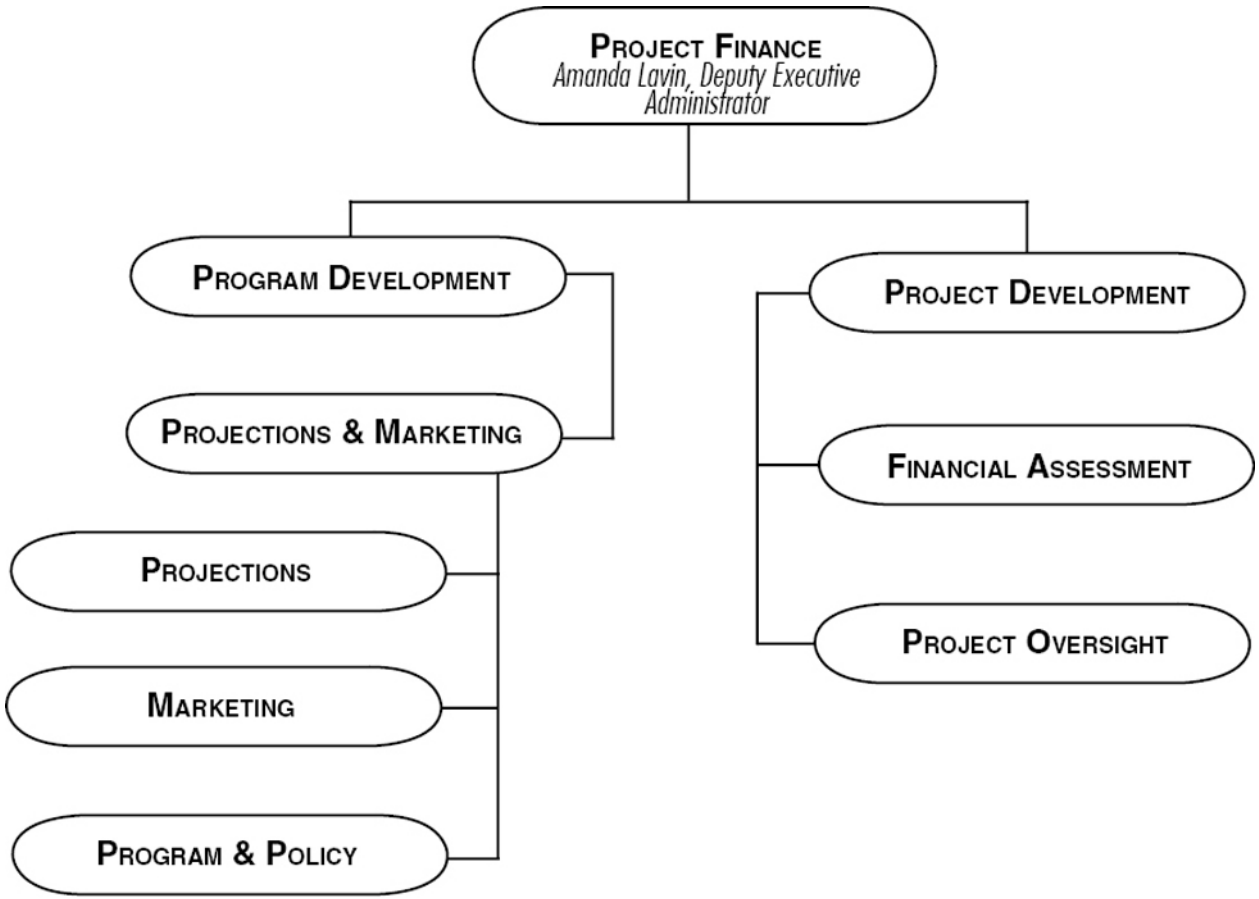 PROJECT FINANCE
Amanda Lavin, Deputy Executive
Administrator
PROGRAM DEVELOPMENT
PROJECT DEVELOPMENT
PROJECTIONS & MARKETING
FINANCIAL ASSESSMENT
PROJECTIONS
PROJECT OVERSIGHT
MARKETING
PROGRAM & POLICY